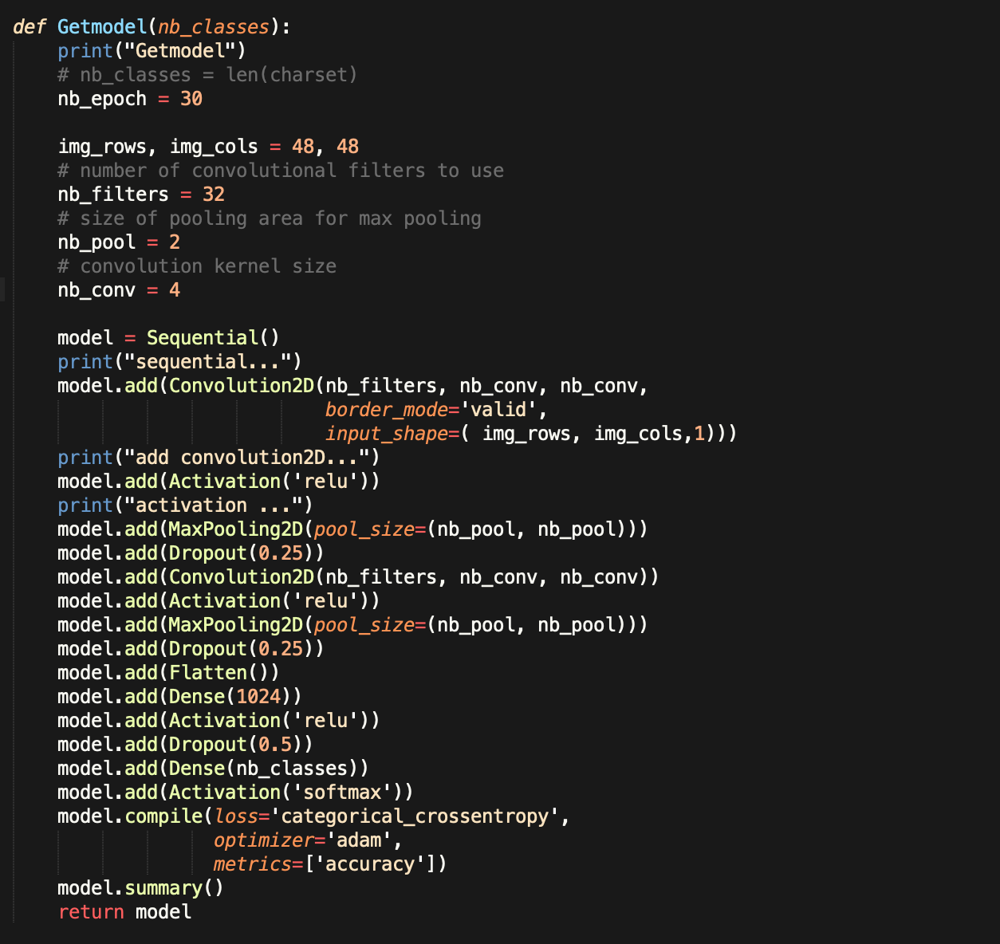 def Getmodel(nb_classes):
    print("Getmodel")
    # nb_classes = len(charset)
    nb_epoch = 30

    img_rows, img_cols = 48, 48
    # number of convolutional filters to use
    nb_filters = 32
    # size of pooling area for max pooling
    nb_pool = 2
    # convolution kernel size
    nb_conv = 4

    model = Sequential()
    print("sequential...")
    model.add(Convolution2D(nb_filters, nb_conv, nb_conv,
                            border_mode='valid',
                            input_shape=( img_rows, img_cols,1)))
    print("add convolution2D...")
    model.add(Activation('relu'))
    print("activation ...")
    model.add(MaxPooling2D(pool_size=(nb_pool, nb_pool)))
    model.add(Dropout(0.25))
    model.add(Convolution2D(nb_filters, nb_conv, nb_conv))
    model.add(Activation('relu'))
    model.add(MaxPooling2D(pool_size=(nb_pool, nb_pool)))
    model.add(Dropout(0.25))
    model.add(Flatten())
    model.add(Dense(1024))
    model.add(Activation('relu'))
    model.add(Dropout(0.5))
    model.add(Dense(nb_classes))
    model.add(Activation('softmax'))
    model.compile(loss='categorical_crossentropy',
                  optimizer='adam',
                  metrics=['accuracy'])
    model.summary()
    return model